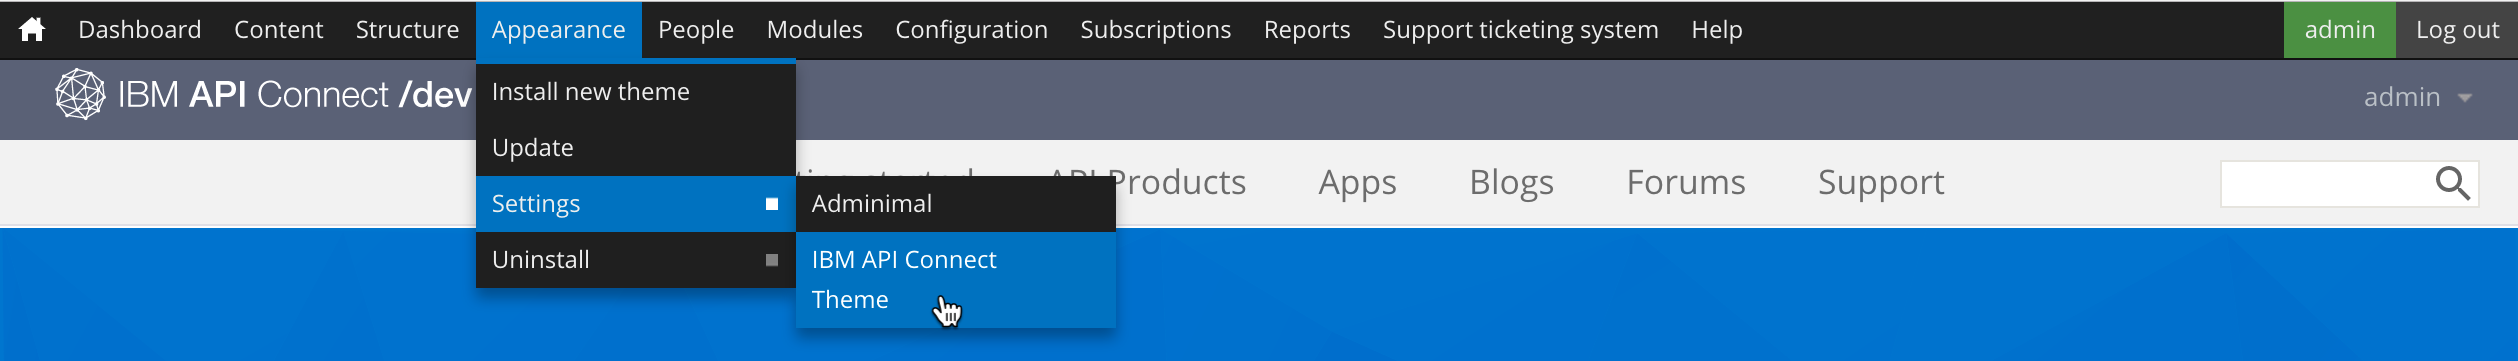 Dashboard Content Structure Appearance People Modules Configuration Subscriptions Reports Support ticketing system Help admin Log out
IBM API Connect /dev
admin
Install new theme
Update
Settings
Uninstall
Adminimal
IBM API Connect
Theme
Products Apps Blogs Forums Support